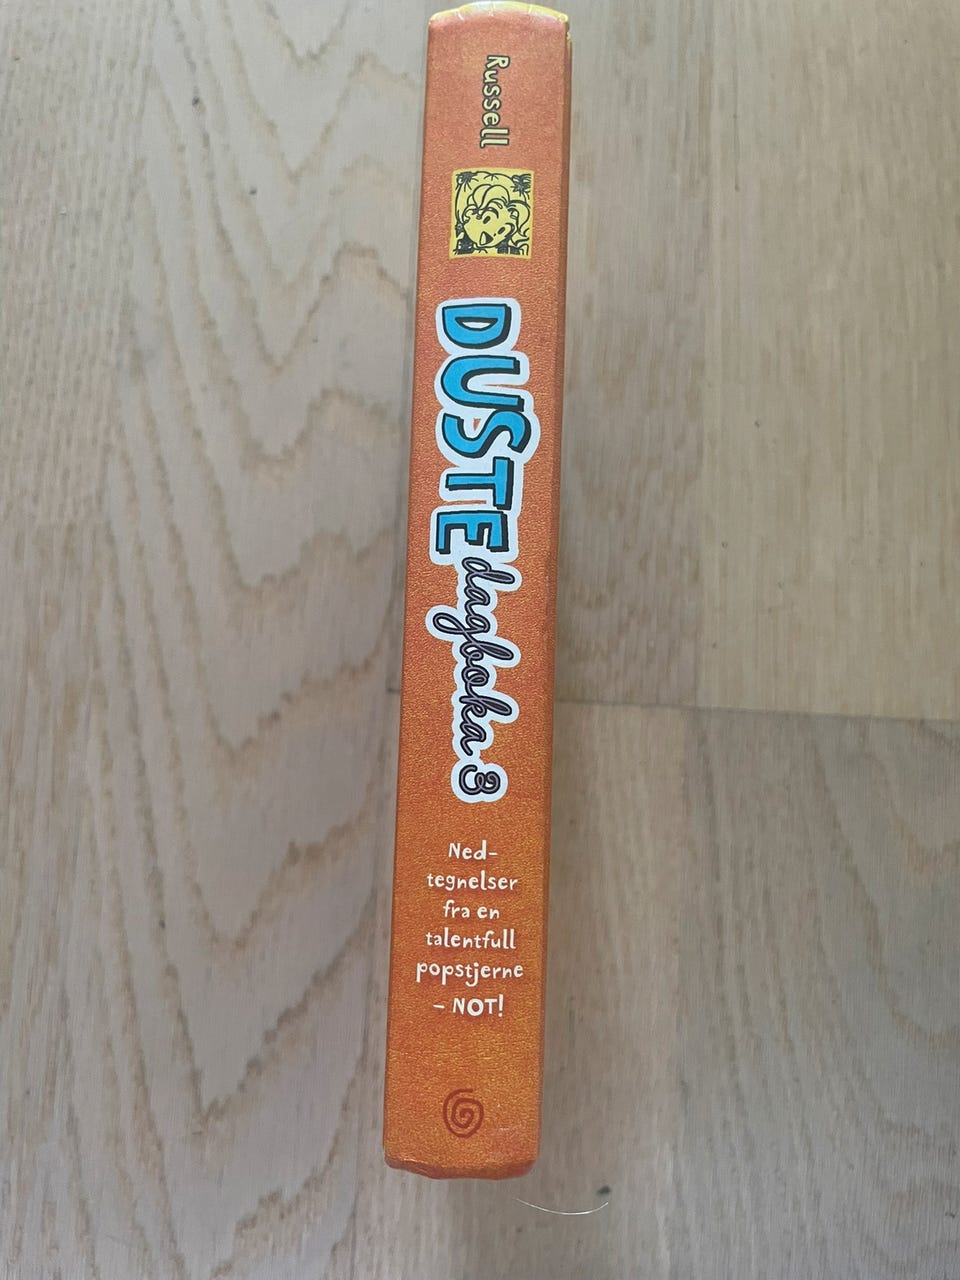 Russell
DUSTE dagboka 3
Ned-
tegnelser
fra en
talentfull
popstjerne
– NOT!